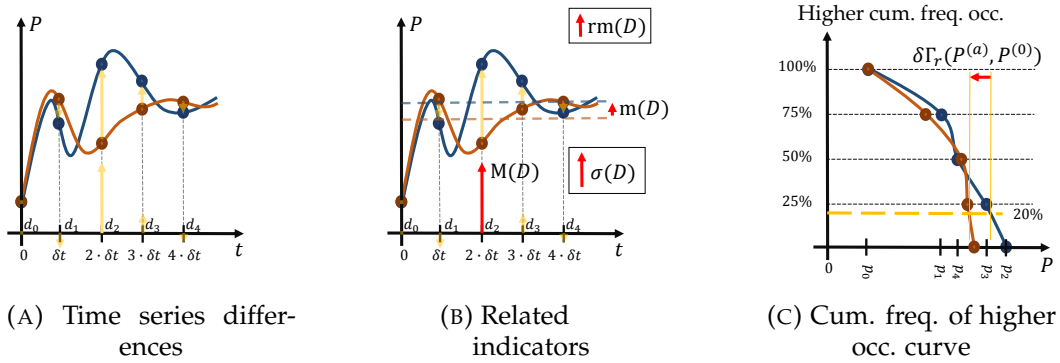 P
d₀ d₁ d₂ d₃ d₄
t
0 δt 2 · δt 3 · δt 4 · δt
(A) Time series differ-
ences
P
rm(D)
m(D)
M(D)
σ(D)
d₀ d₁ d₂ d₃ d₄
t
0 δt 2 · δt 3 · δt 4 · δt
(B) Related
indicators
Higher cum. freq. occ.
δΓᵣ(P⁽ᵃ⁾, P⁽⁰⁾)
100%
75%
50%
25%
20%
0 p₀ p₁ p₄ p₃ p₂ P
(C) Cum. freq. of higher
occ. curve